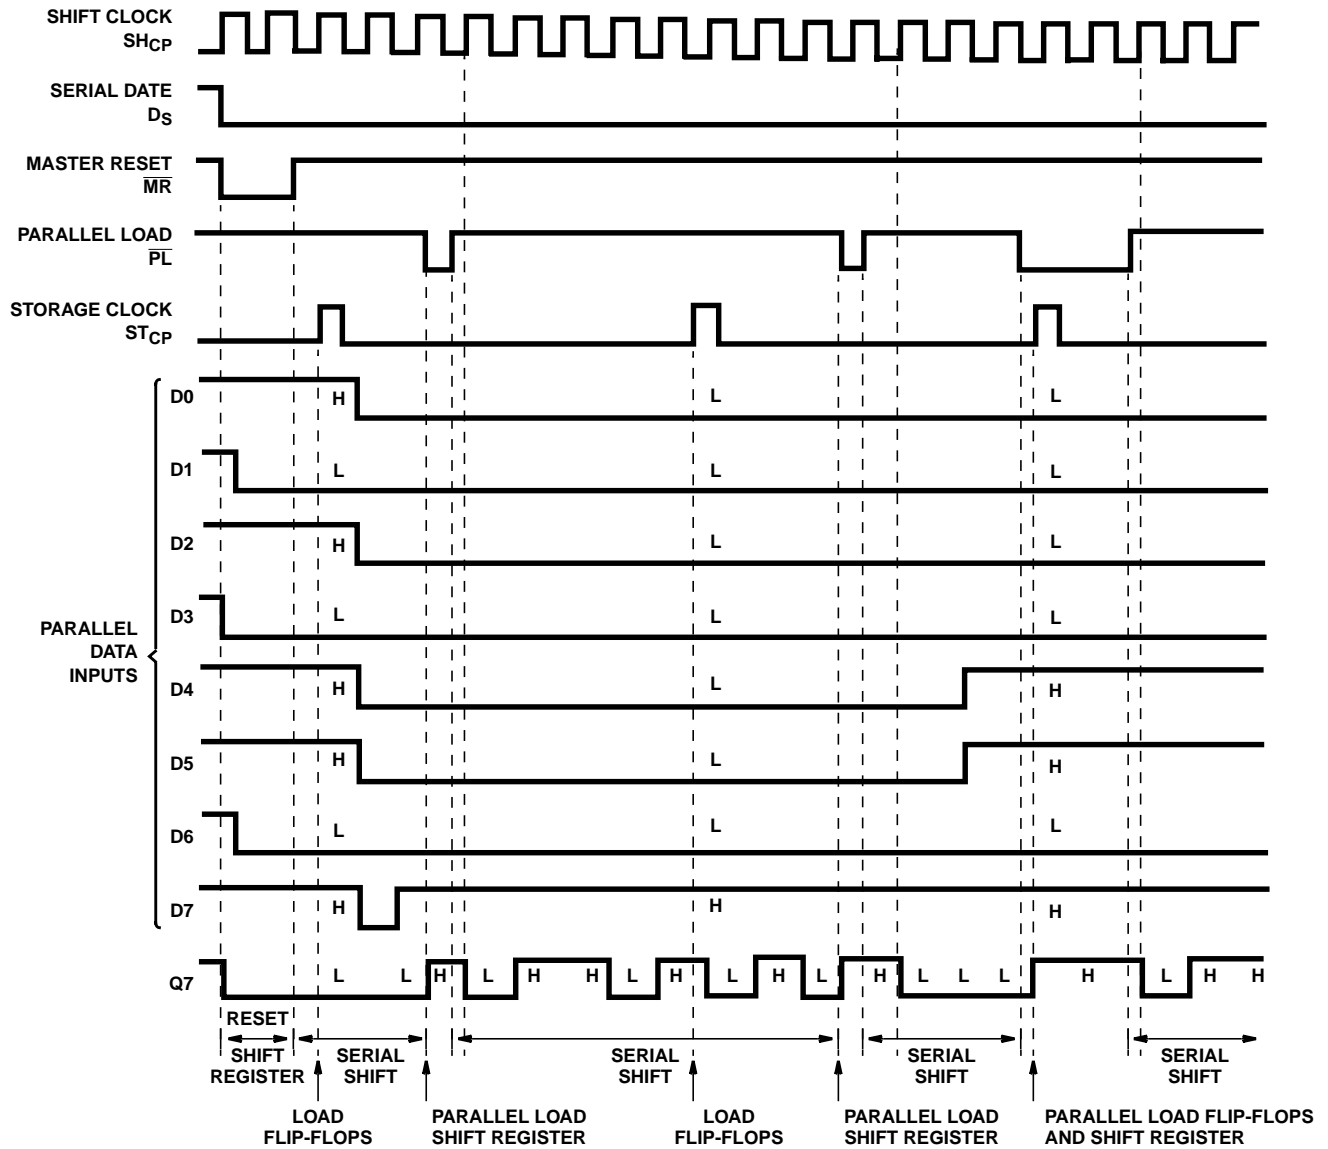 SHIFT CLOCK
SHCP
SERIAL DATE
DS
MASTER RESET
MR
PARALLEL LOAD
PL
STORAGE CLOCK
STCP
D0 H L L
D1 L L L
D2 H L L
D3 L L L
PARALLEL
DATA
INPUTS
D4 H L H
D5 H L H
D6 L L L
D7 H H H
Q7 L L H L H H L H L H L H L L L H L H H
RESET
SHIFT
REGISTER
SERIAL
SHIFT
SERIAL
SHIFT
SERIAL
SHIFT
SERIAL
SHIFT
LOAD
FLIP-FLOPS
PARALLEL LOAD
SHIFT REGISTER
LOAD
FLIP-FLOPS
PARALLEL LOAD
SHIFT REGISTER
PARALLEL LOAD FLIP-FLOPS
AND SHIFT REGISTER